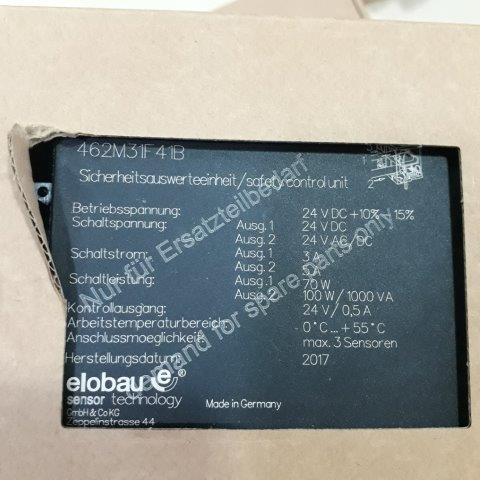 462M31F41B
Sicherheitsauswerteeinheit/safety control unit
Betriebsspannung: 24 V DC +10% -15%
Schaltspannung: Ausg. 1 24 V DC
Ausg. 2 24 V AC/DC
Schaltstrom: Ausg. 1 3 A
Ausg. 2 5A
Schaltleistung: Ausg. 1 70 W
Ausg. 2 100 W/1000 VA
Kontrollausgang: 24 V/0,5 A
Arbeitstemperaturbereich: 0°C ...+55°C
Anschlussmöglichkeit: max. 3 Sensoren
Herstellungsdatum: 2017
elobau e
sensor technology
GmbH & Co KG
Zeppelinstrasse 44
Made in Germany
Nur für Ersatzteilbedarf
demand for spare parts only